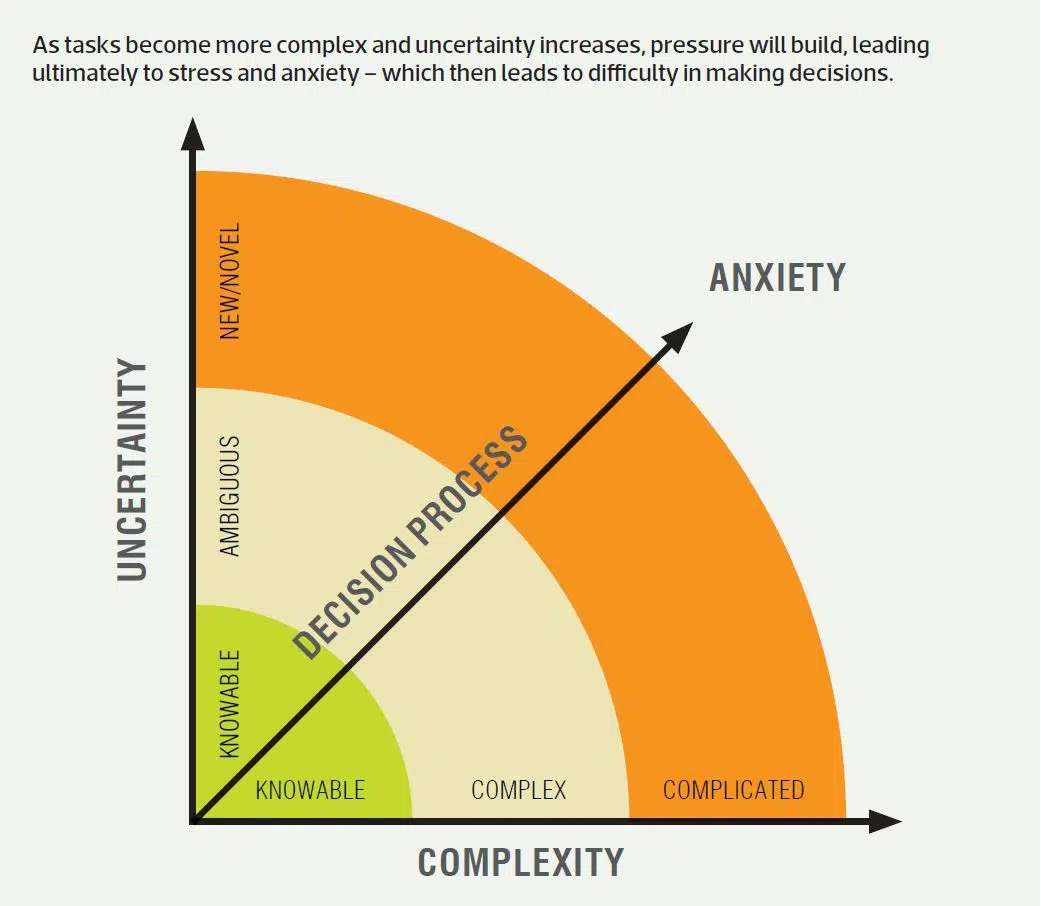 As tasks become more complex and uncertainty increases, pressure will build, leading
ultimately to stress and anxiety – which then leads to difficulty in making decisions.
NEW/NOVEL
ANXIETY
UNCERTAINTY
AMBIGUOUS
DECISION PROCESS
KNOWABLE
KNOWABLE
COMPLEX
COMPLICATED
COMPLEXITY